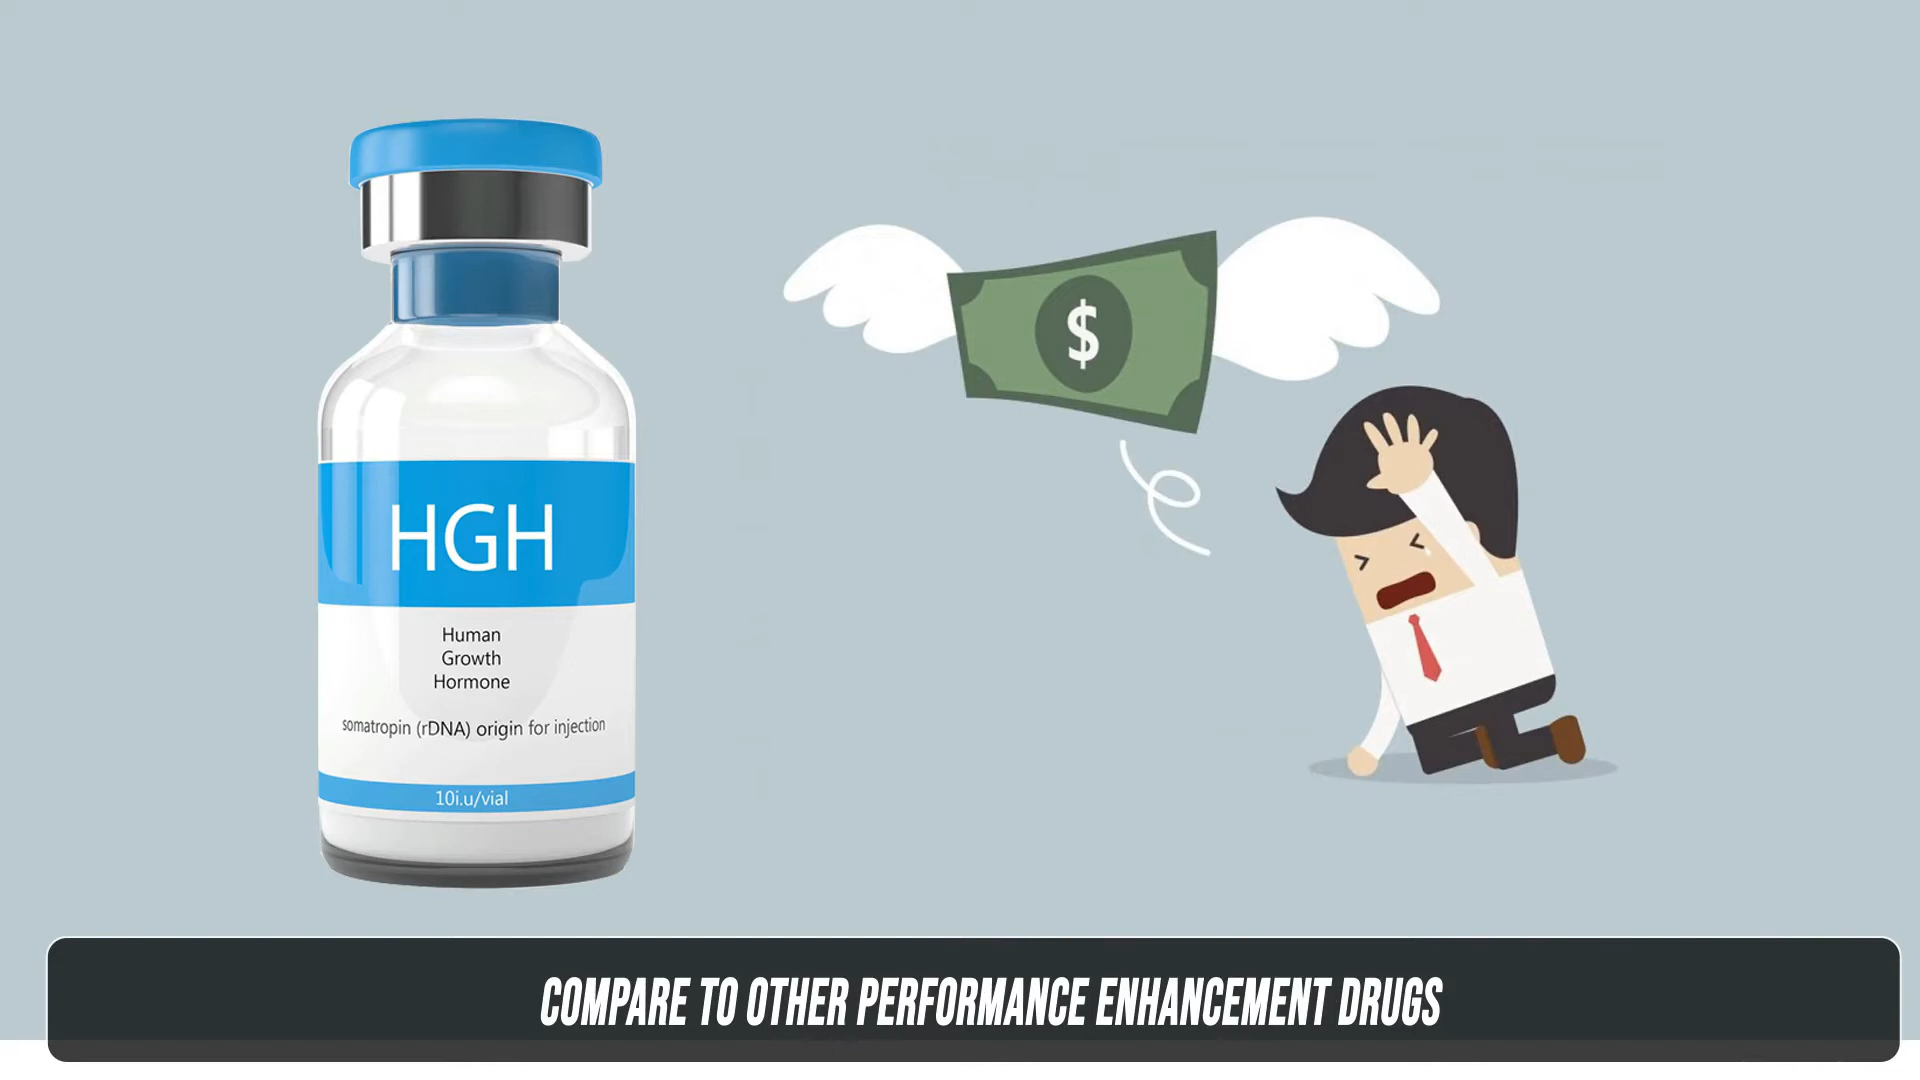 HGH
Human
Growth
Hormone
somatropin (rDNA) origin for injection
10i.u/vial
$
COMPARE TO OTHER PERFORMANCE ENHANCEMENT DRUGS